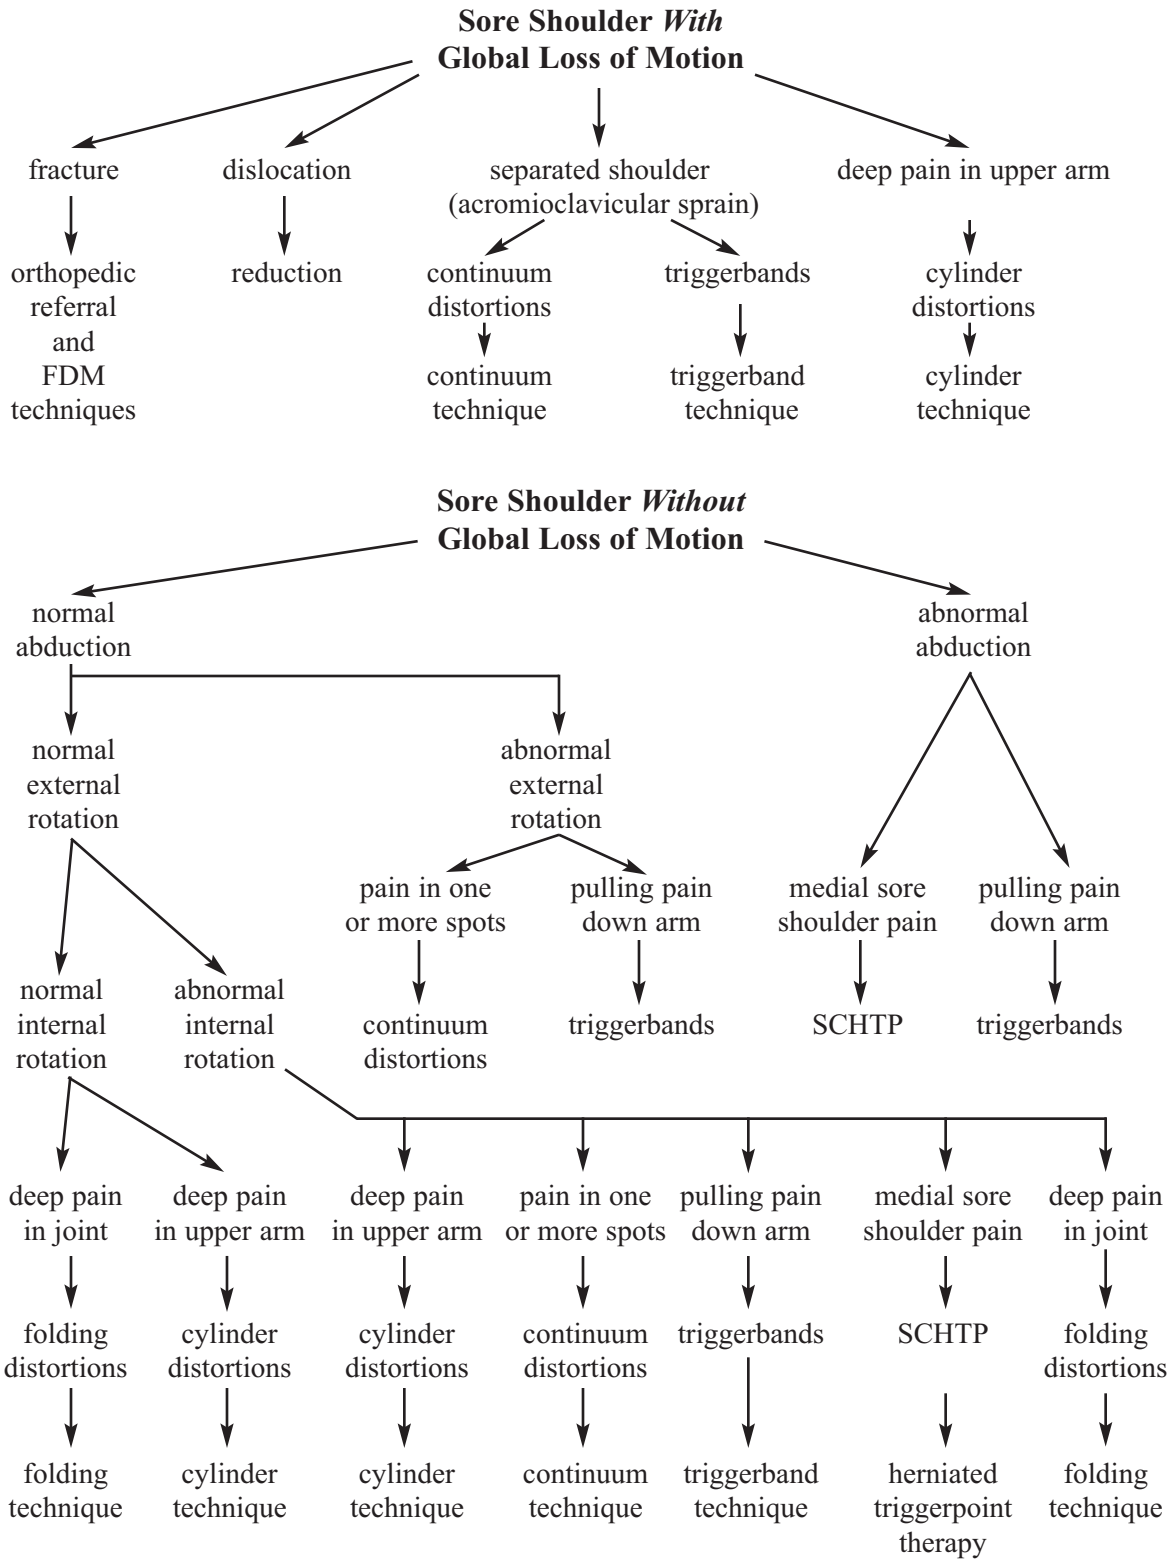 Sore Shoulder With
Global Loss of Motion
fracture
dislocation
separated shoulder
(acromioclavicular sprain)
deep pain in upper arm
orthopedic
referral
and
FDM
techniques
reduction
continuum
distortions
triggerbands
cylinder
distortions
continuum
technique
triggerband
technique
cylinder
technique
Sore Shoulder Without
Global Loss of Motion
normal
abduction
abnormal
abduction
normal
external
rotation
abnormal
external
rotation
pain in one
or more spots
pulling pain
down arm
medial sore
shoulder pain
pulling pain
down arm
normal
internal
rotation
abnormal
internal
rotation
continuum
distortions
triggerbands
SCHTP
triggerbands
deep pain
in joint
deep pain
in upper arm
deep pain
in upper arm
pain in one
or more spots
pulling pain
down arm
medial sore
shoulder pain
deep pain
in joint
folding
distortions
cylinder
distortions
cylinder
distortions
continuum
distortions
triggerbands
SCHTP
folding
distortions
folding
technique
cylinder
technique
cylinder
technique
continuum
technique
triggerband
technique
herniated
triggerpoint
therapy
folding
technique